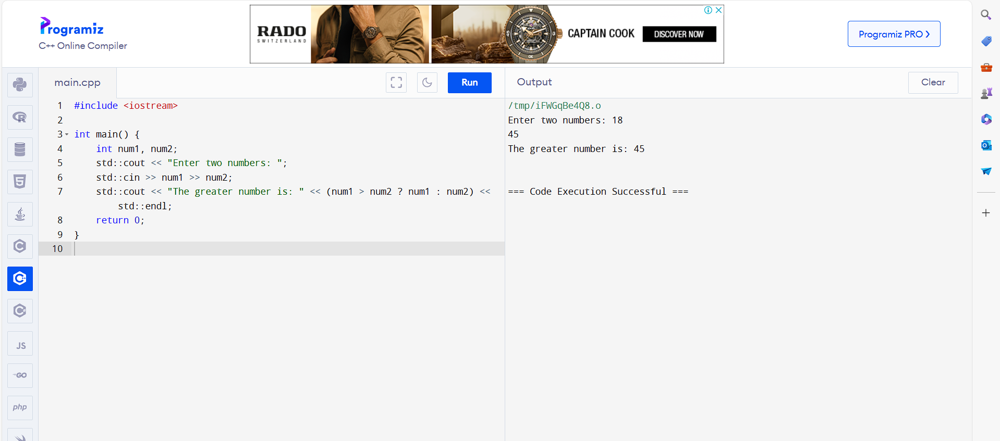 Programiz
C++ Online Compiler
RADO
SWITZERLAND
CAPTAIN COOK
DISCOVER NOW
Programiz PRO
main.cpp
Run
Output
Clear
1 #include <iostream>
2
3 int main() {
4     int num1, num2;
5     std::cout << "Enter two numbers: ";
6     std::cin >> num1 >> num2;
7     std::cout << "The greater number is: " << (num1 > num2 ? num1 : num2) <<
        std::endl;
8     return 0;
9 }
10
/tmp/iFWGqBe4Q8.o
Enter two numbers: 18
45
The greater number is: 45
=== Code Execution Successful ===
R
5
C
C++
C#
JS
GO
php